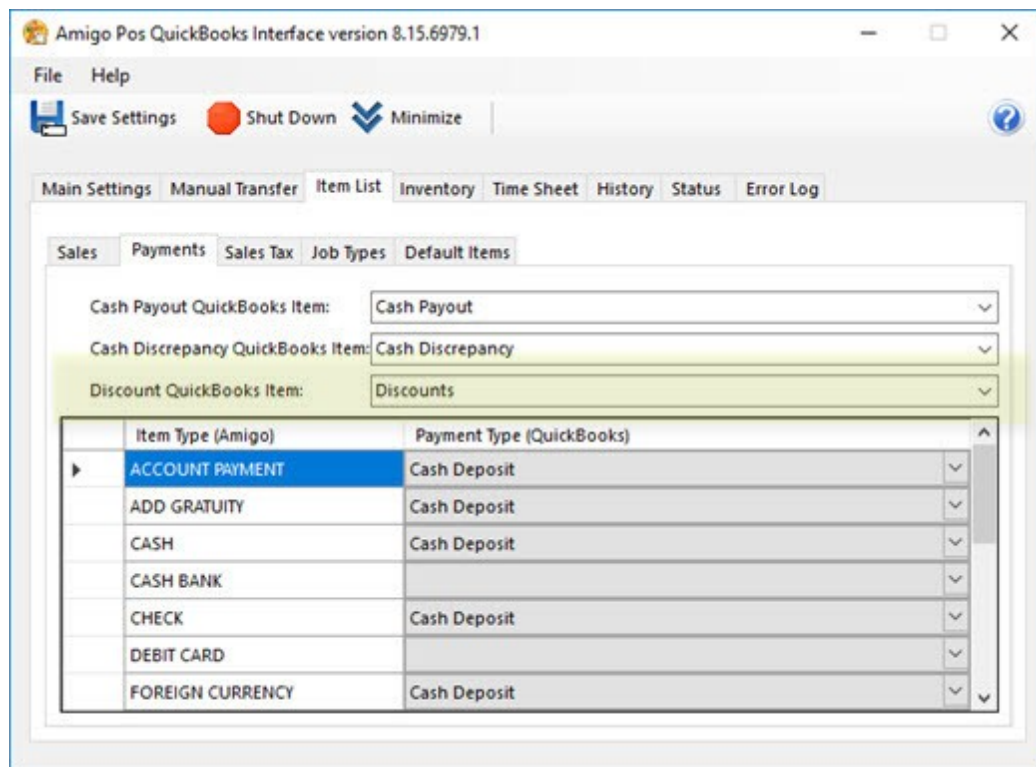 Amigo Pos QuickBooks Interface version 8.15.6979.1
File Help
Save Settings Shut Down Minimize
Main Settings Manual Transfer Item List Inventory Time Sheet History Status Error Log
Sales Payments Sales Tax Job Types Default Items
Cash Payout QuickBooks Item: Cash Payout
Cash Discrepancy QuickBooks Item: Cash Discrepancy
Discount QuickBooks Item: Discounts
Item Type (Amigo) Payment Type (QuickBooks)
ACCOUNT PAYMENT Cash Deposit
ADD GRATUITY Cash Deposit
CASH Cash Deposit
CASH BANK
CHECK Cash Deposit
DEBIT CARD
FOREIGN CURRENCY Cash Deposit